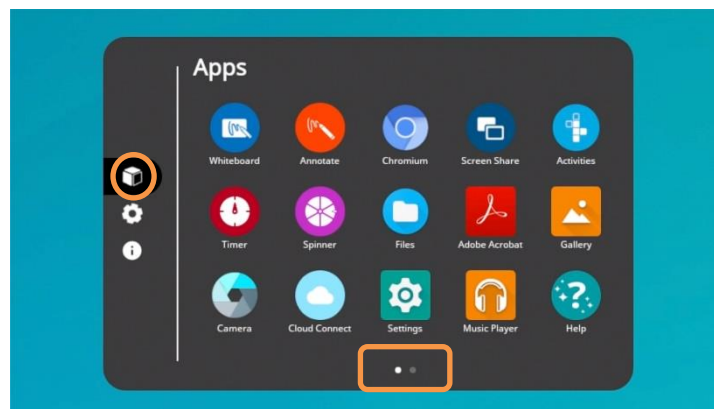 Apps
Whiteboard Annotate Chromium Screen Share Activities
Timer Spinner Files Adobe Acrobat Gallery
Camera Cloud Connect Settings Music Player Help